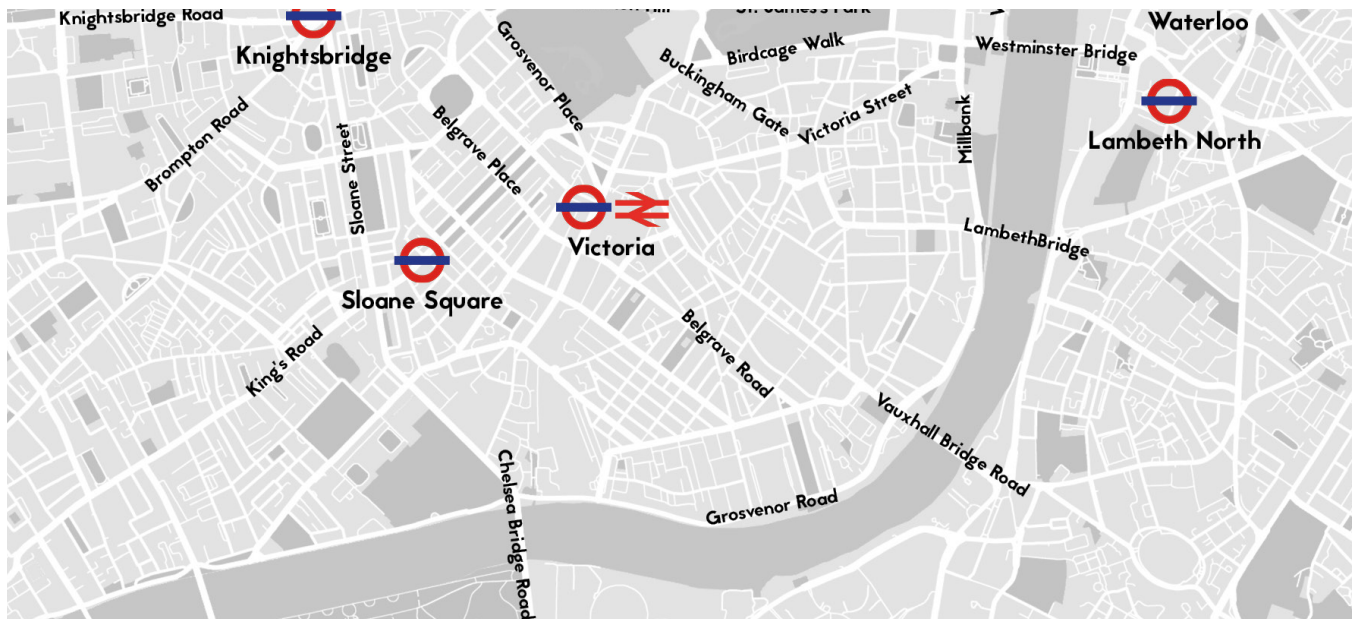 Knightsbridge Road
St. James's Park
Waterloo
Knightsbridge
Grosvenor Place
Birdcage Walk
Westminster Bridge
Buckingham Gate
Victoria Street
Millbank
Lambeth North
Brompton Road
Sloane Street
Belgrave Place
Victoria
LambethBridge
Sloane Square
King's Road
Belgrave Road
Vauxhall Bridge Road
Chelsea Bridge Road
Grosvenor Road